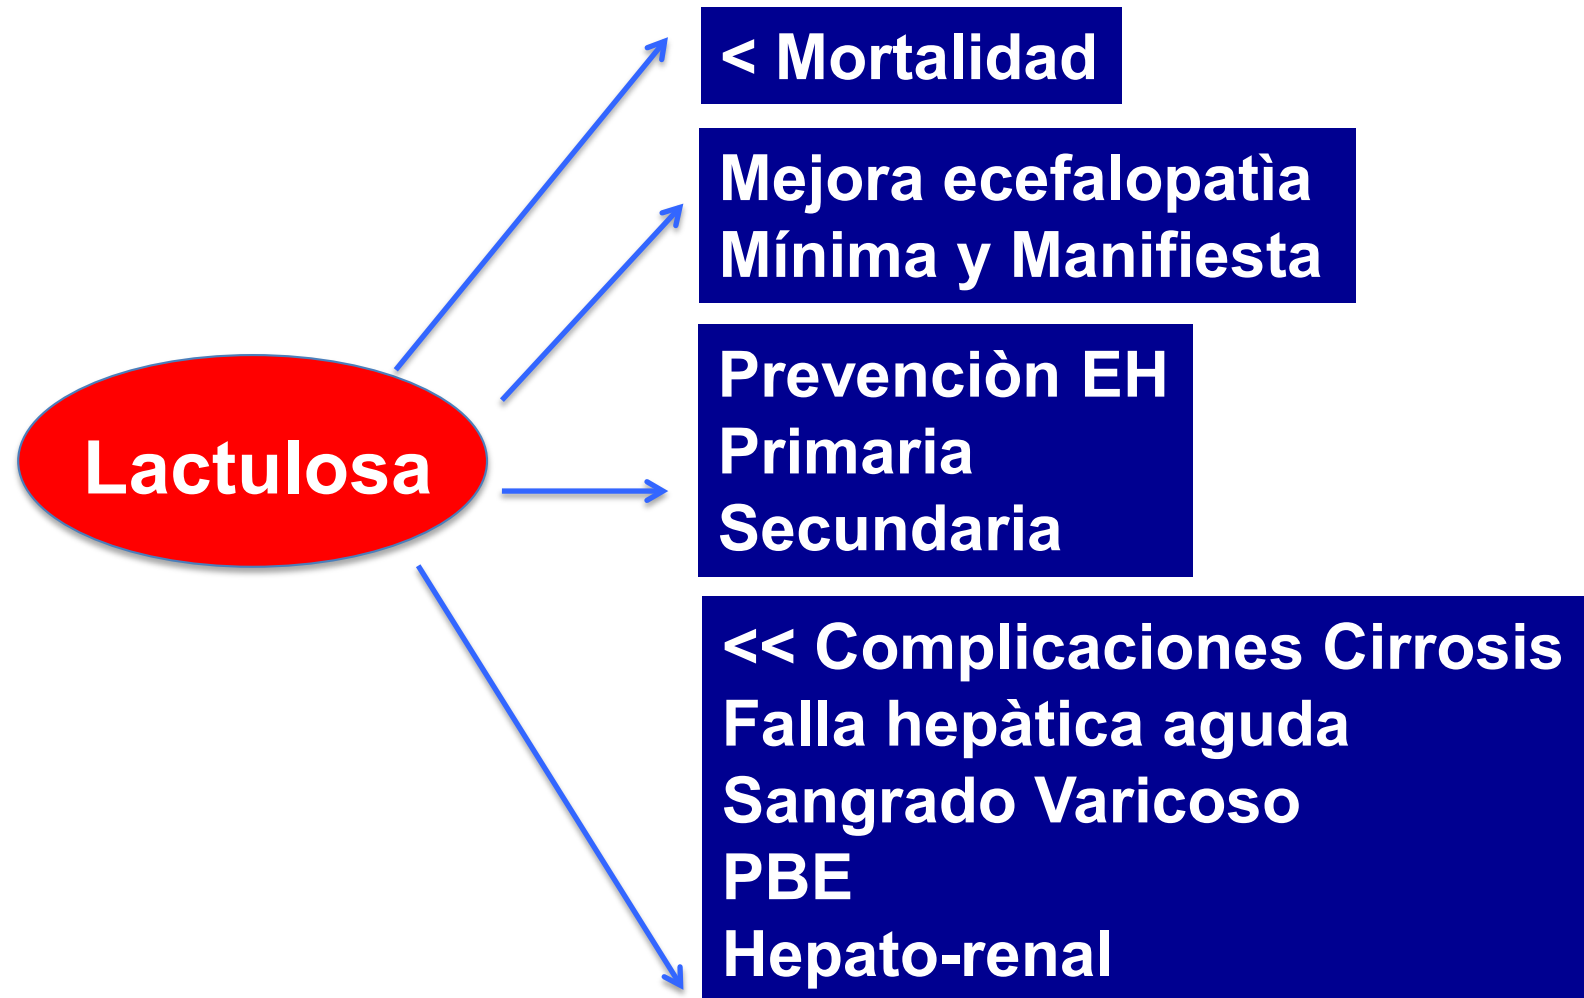 < Mortalidad
Mejora ecefalopatìa
Mínima y Manifiesta
Prevenciòn EH
Primaria
Secundaria
Lactulosa
<< Complicaciones Cirrosis
Falla hepàtica aguda
Sangrado Varicoso
PBE
Hepato-renal